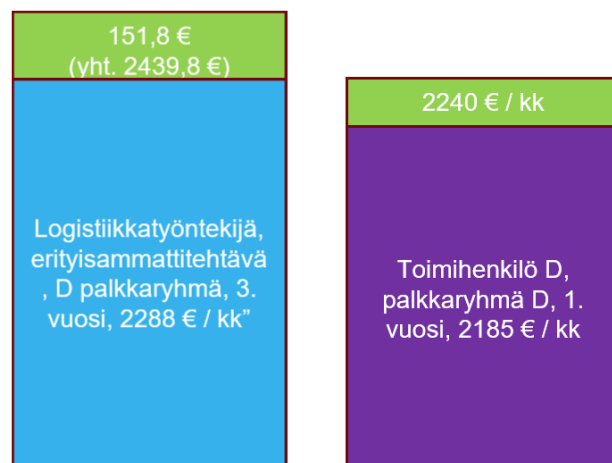 151,8 €
(yht. 2439,8 €)
Logistiikkatyöntekijä,
erityisammattitehtävä
, D palkkaryhmä, 3.
vuosi, 2288 € / kk”
2240 € / kk
Toimihenkilö D,
palkkaryhmä D, 1.
vuosi, 2185 € / kk